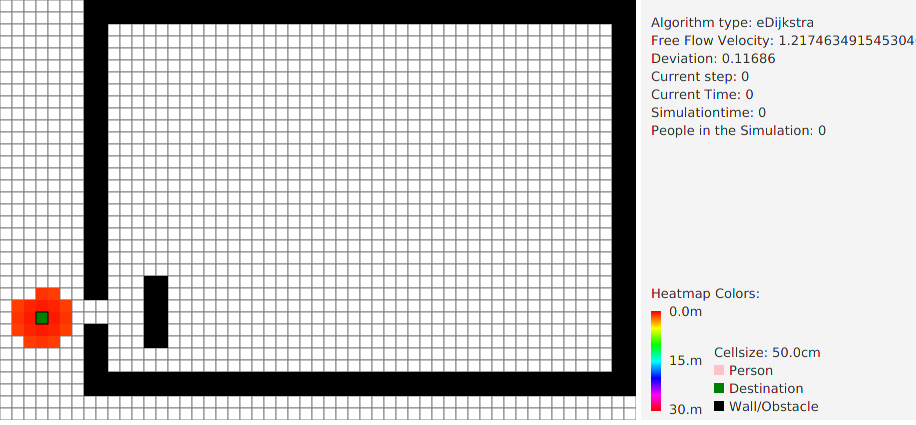 Algorithm type: eDijkstra
Free Flow Velocity: 1.217463491545304
Deviation: 0.11686
Current step: 0
Current Time: 0
Simulationtime: 0
People in the Simulation: 0
Heatmap Colors:
0.0m
15.m
30.m
Cellsize: 50.0cm
Person
Destination
Wall/Obstacle